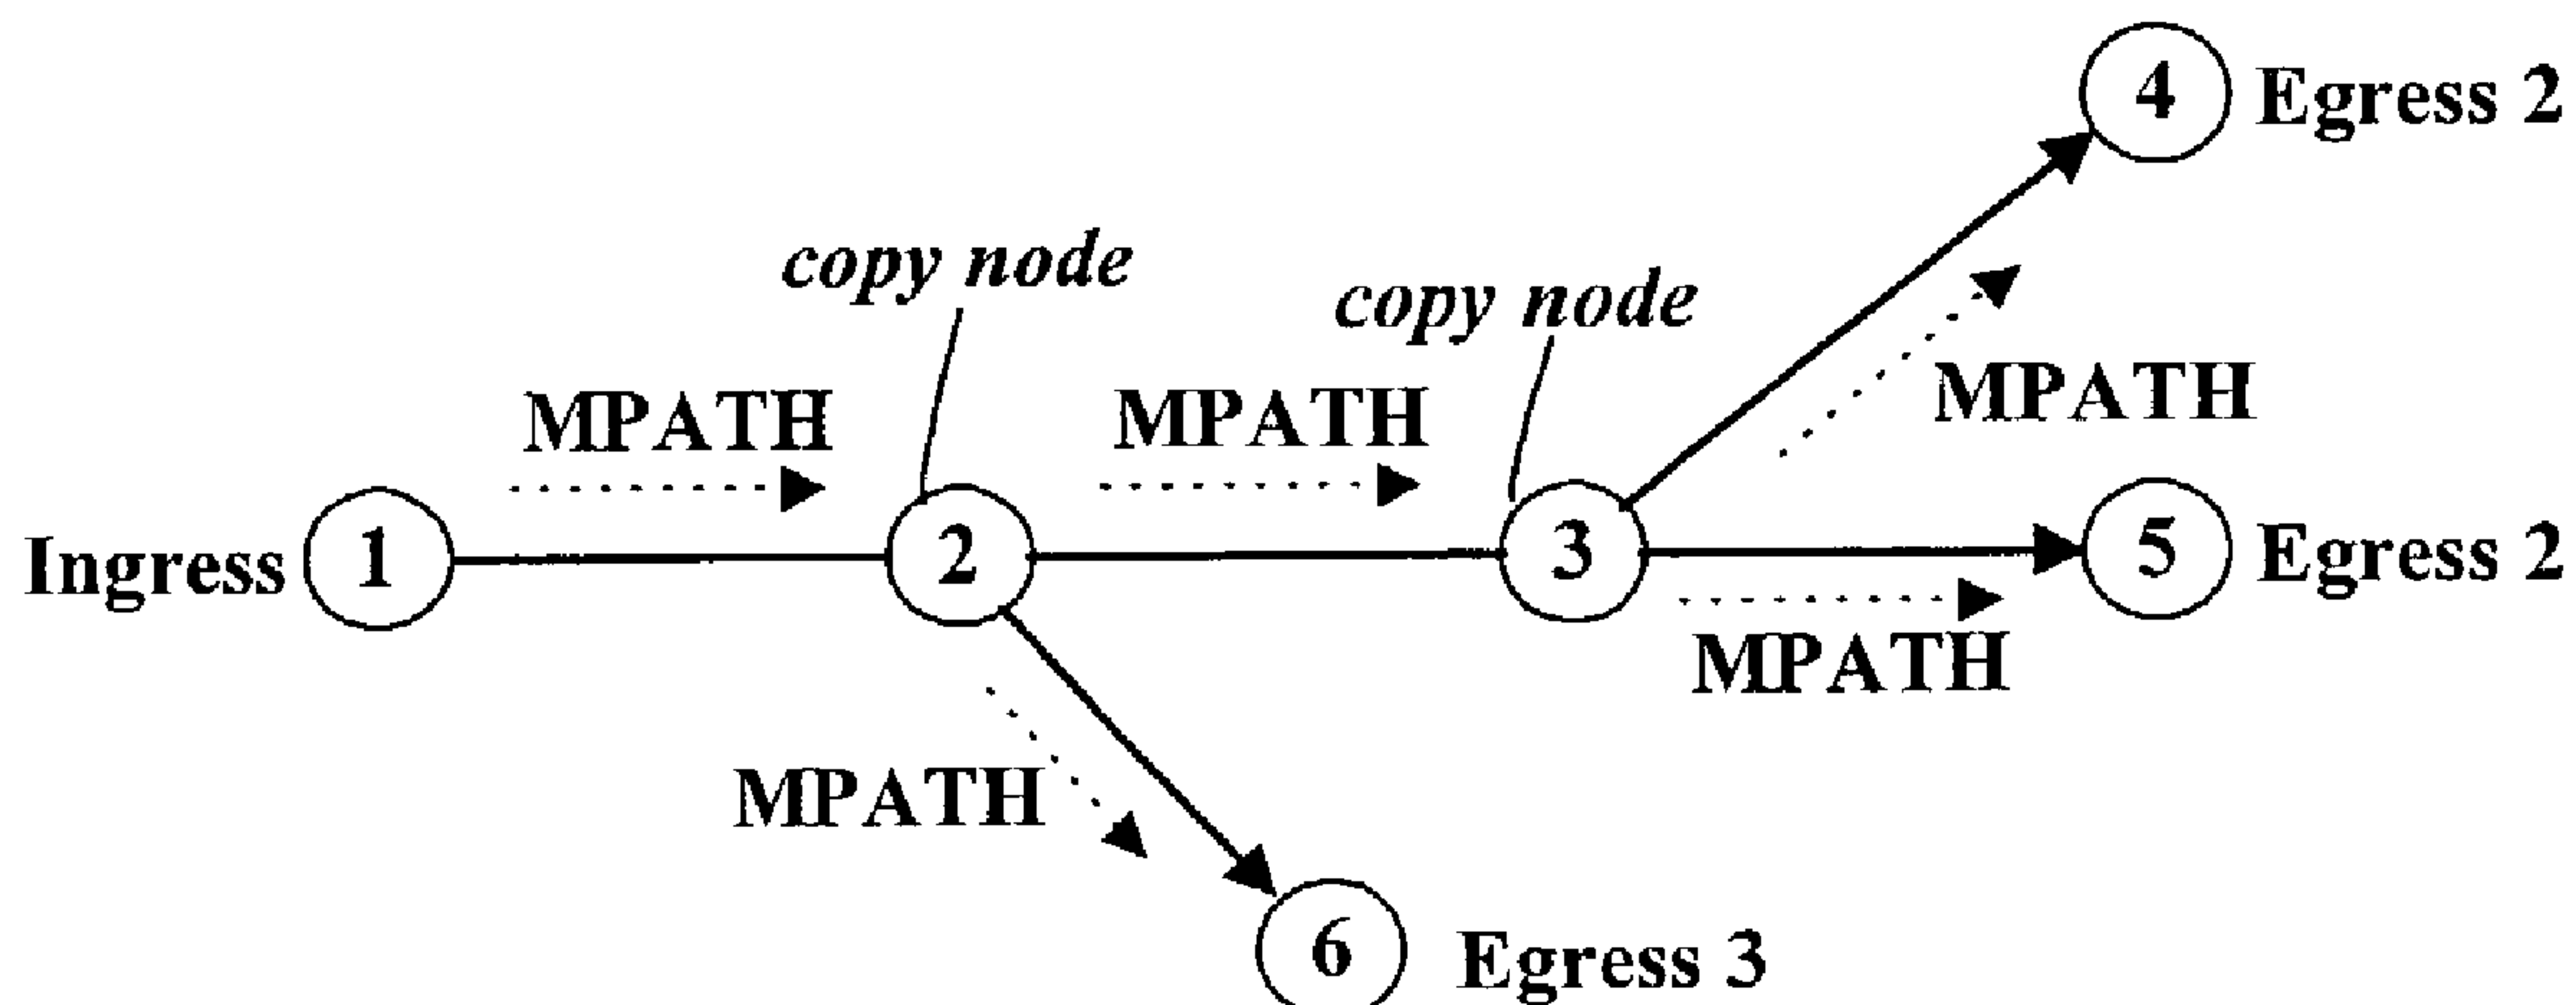 4 Egress 2
copy node
copy node
MPATH
MPATH
MPATH
Ingress 1
2
3
5 Egress 2
MPATH
MPATH
6 Egress 3